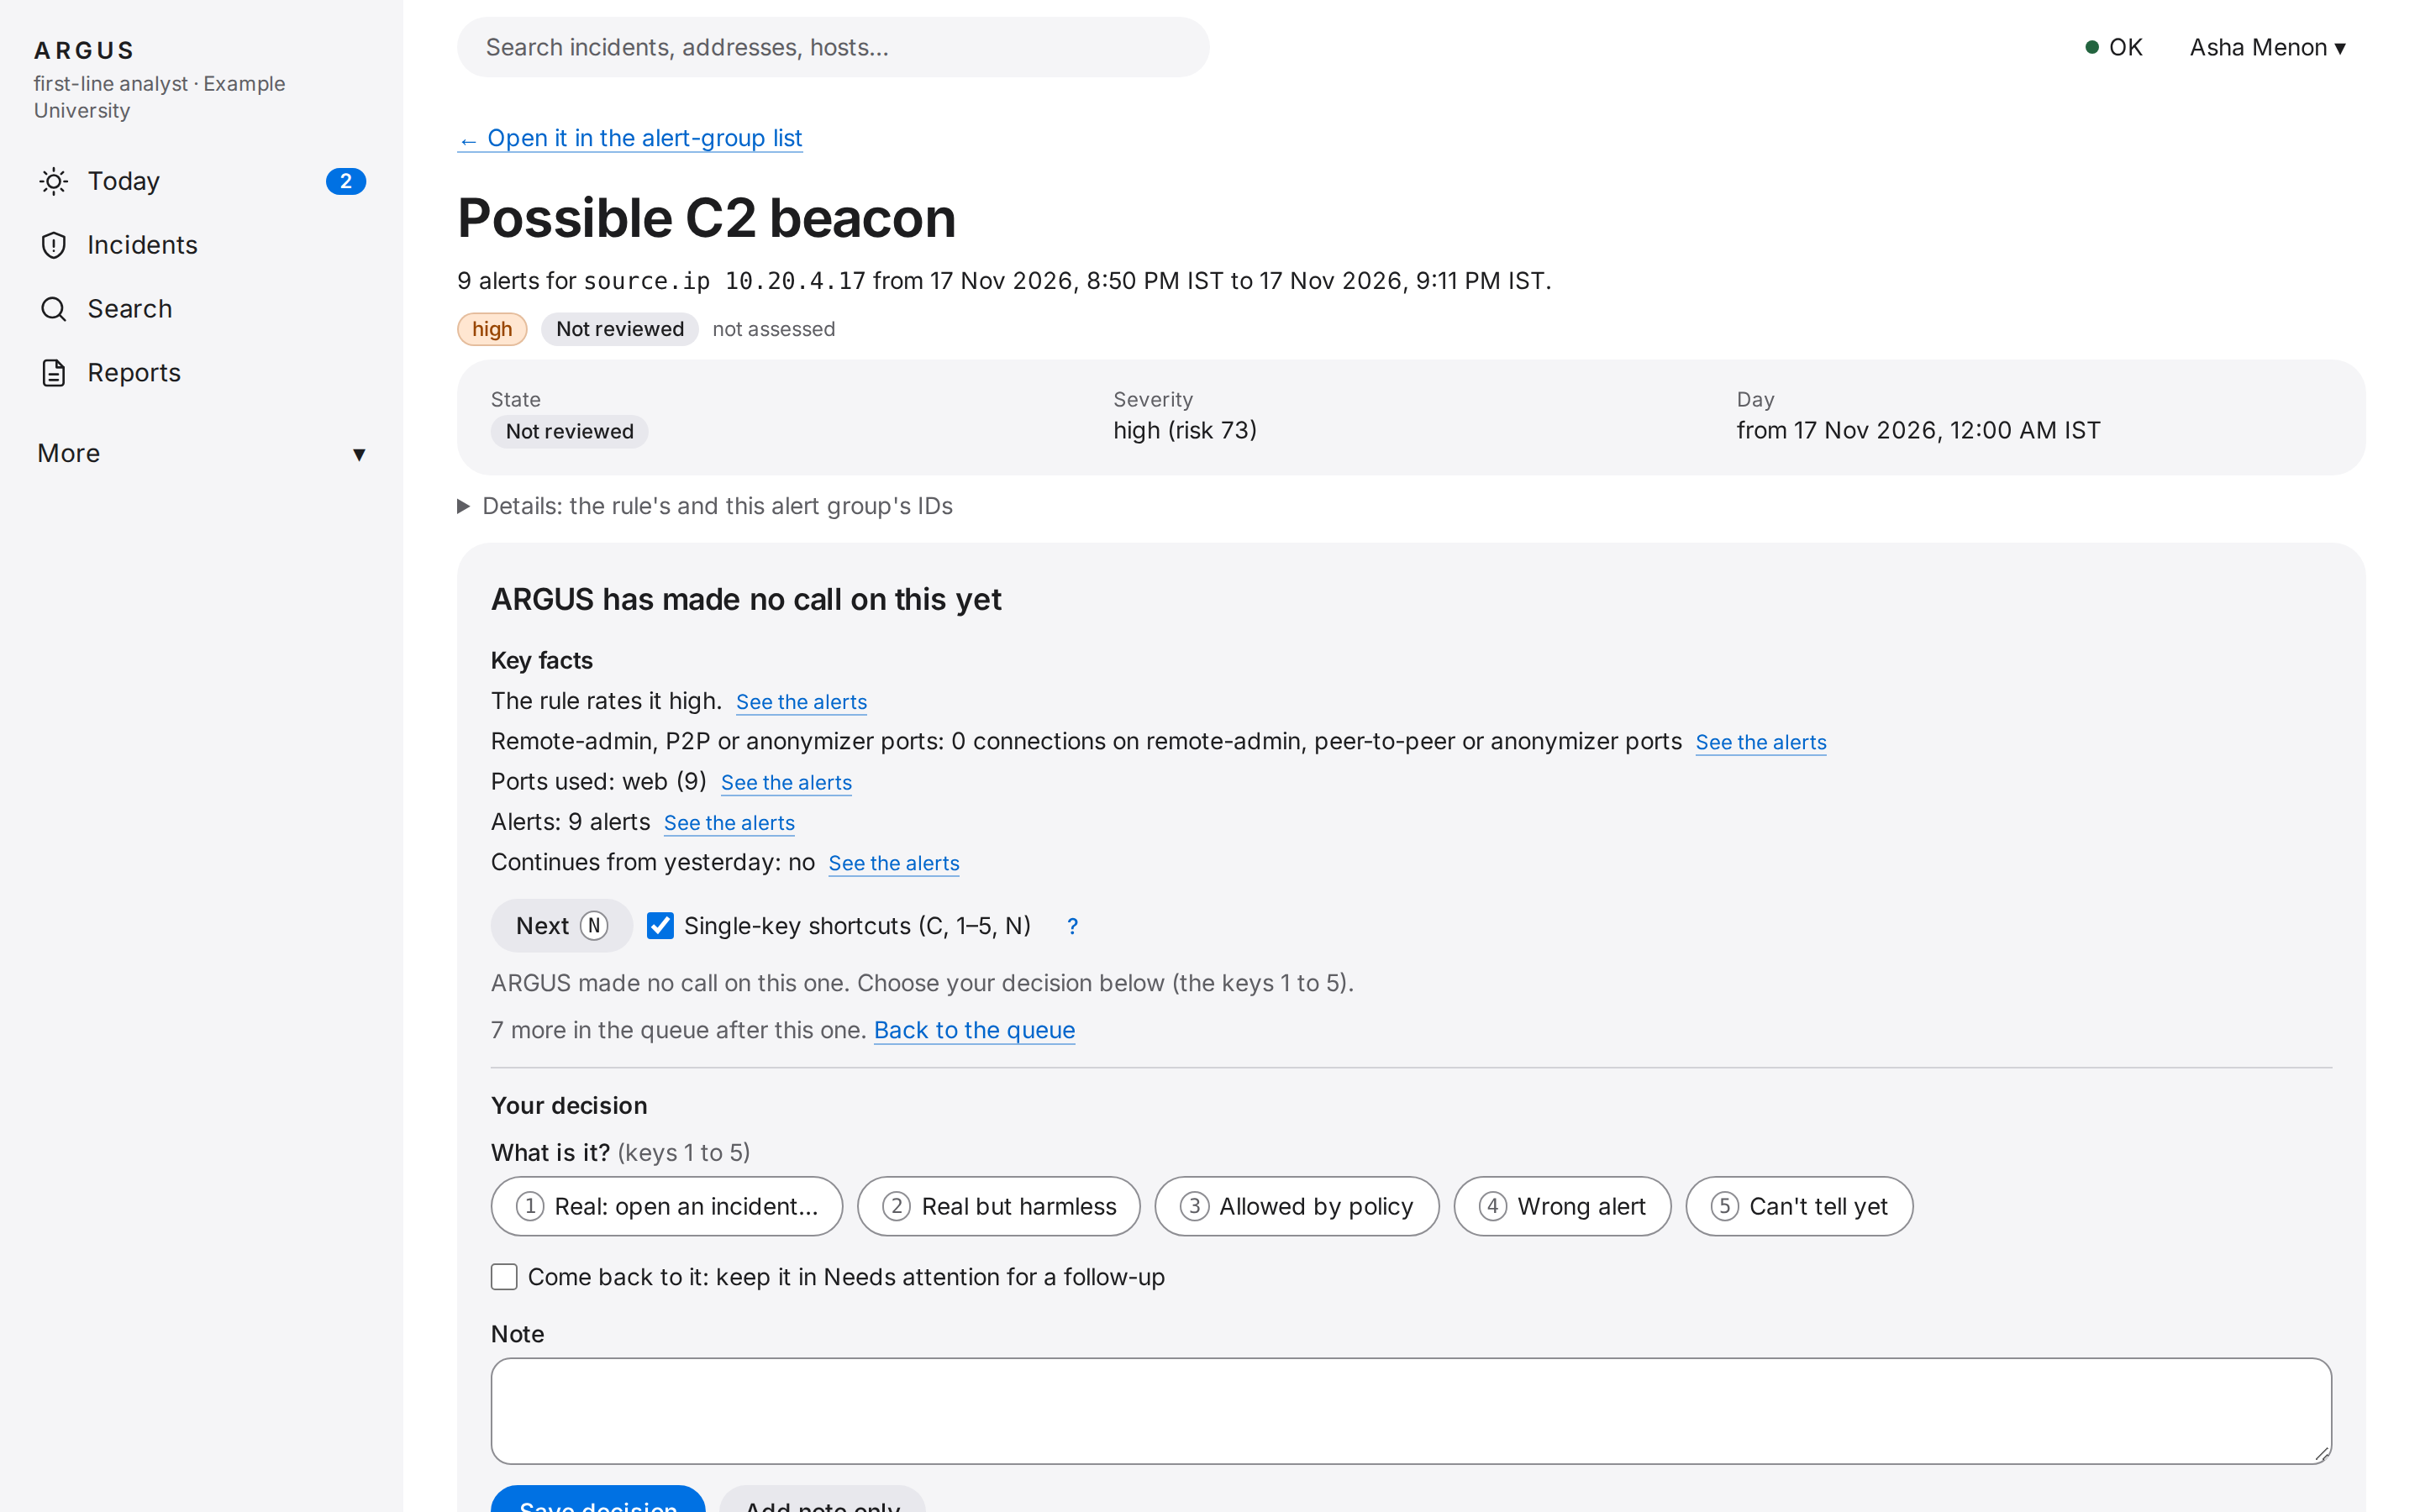 ARGUS
first-line analyst · Example
University
Today 2
Incidents
Search
Reports
More ▾
Search incidents, addresses, hosts...
OK Asha Menon ▾
← Open it in the alert-group list
Possible C2 beacon
9 alerts for source.ip 10.20.4.17 from 17 Nov 2026, 8:50 PM IST to 17 Nov 2026, 9:11 PM IST.
high Not reviewed not assessed
State Severity Day
Not reviewed high (risk 73) from 17 Nov 2026, 12:00 AM IST
▶ Details: the rule's and this alert group's IDs
ARGUS has made no call on this yet
Key facts
The rule rates it high. See the alerts
Remote-admin, P2P or anonymizer ports: 0 connections on remote-admin, peer-to-peer or anonymizer ports See the alerts
Ports used: web (9) See the alerts
Alerts: 9 alerts See the alerts
Continues from yesterday: no See the alerts
Next N Single-key shortcuts (C, 1–5, N) ?
ARGUS made no call on this one. Choose your decision below (the keys 1 to 5).
7 more in the queue after this one. Back to the queue
Your decision
What is it? (keys 1 to 5)
1 Real: open an incident... 2 Real but harmless 3 Allowed by policy 4 Wrong alert 5 Can't tell yet
Come back to it: keep it in Needs attention for a follow-up
Note
Save decision Add note only